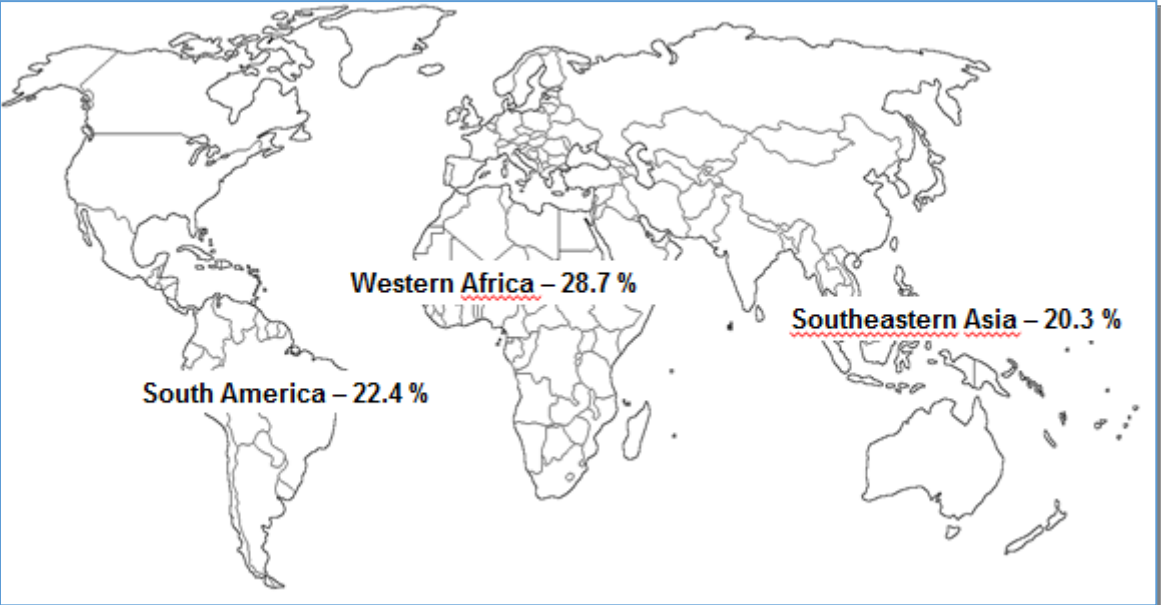 Western Africa – 28.7 %
Southeastern Asia – 20.3 %
South America – 22.4 %